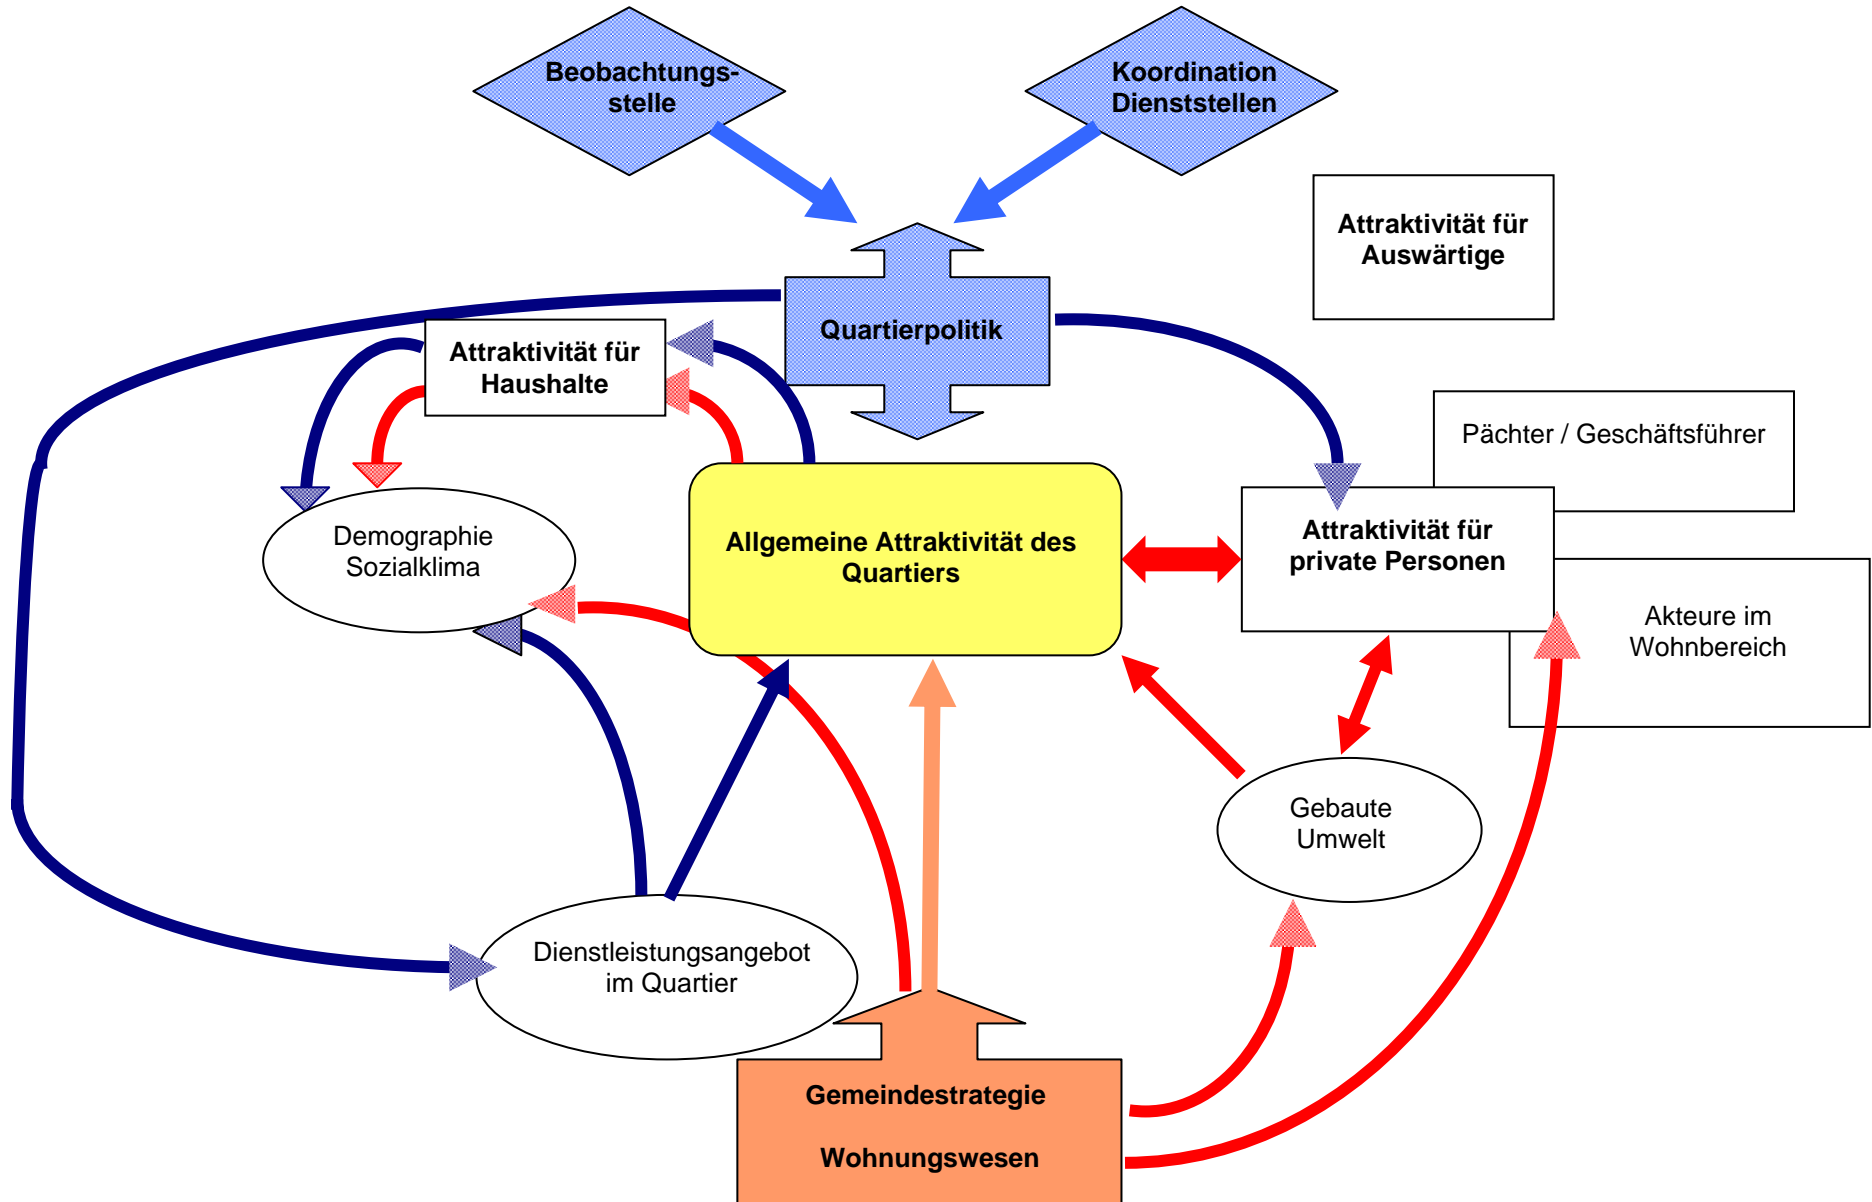 Beobachtungs-
stelle
Koordination
Dienststellen
Attraktivität für
Auswärtige
Quartierpolitik
Attraktivität für
Haushalte
Pächter / Geschäftsführer
Demographie
Sozialklima
Allgemeine Attraktivität des
Quartiers
Attraktivität für
private Personen
Akteure im
Wohnbereich
Gebaute
Umwelt
Dienstleistungsangebot
im Quartier
Gemeindestrategie
Wohnungswesen